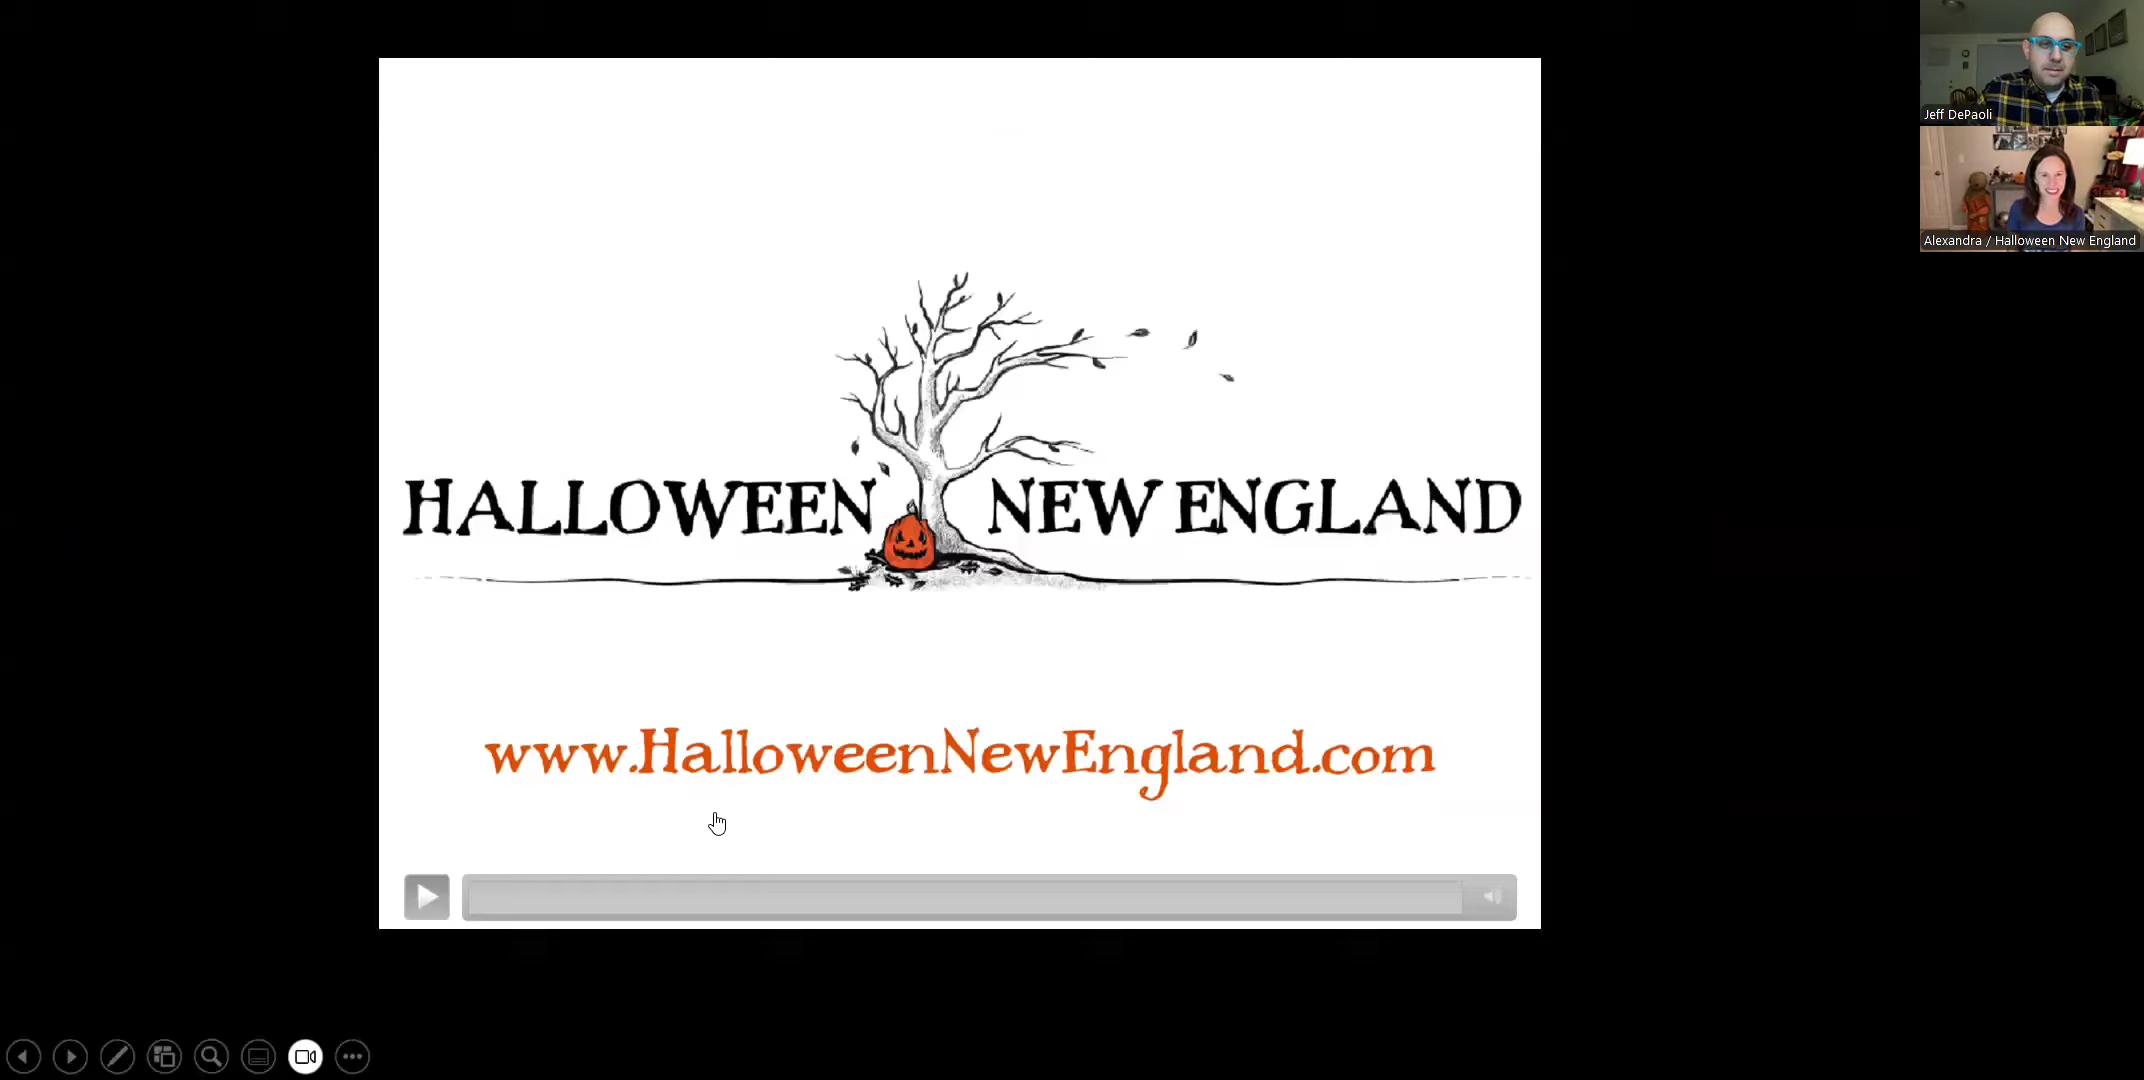 Jeff DePaoli
Alexandra / Halloween New England
HALLOWEEN NEW ENGLAND
www.HalloweenNewEngland.com